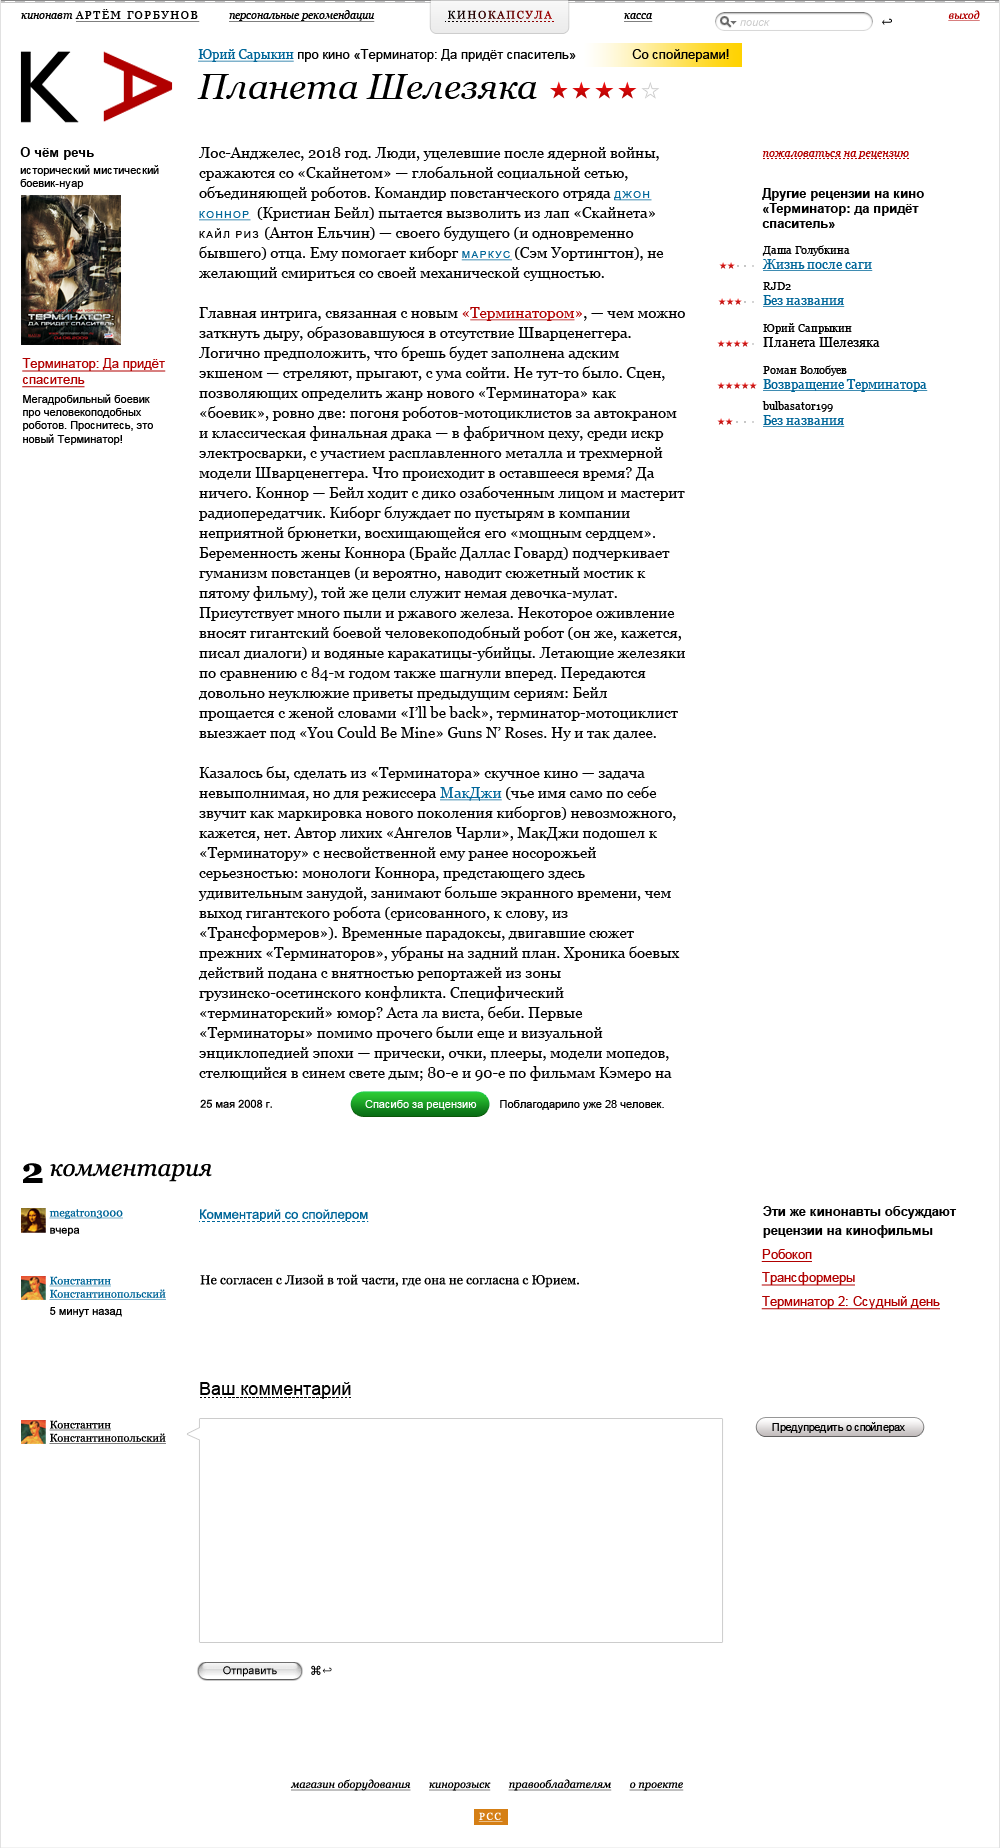 кинонавт АРТЁМ ГОРБУНОВ
персональные рекомендации
КИНОКАПСУЛА
касса
поиск
↩
выход
КА
Юрий Сарыкин про кино «Терминатор: Да придёт спаситель»
Со спойлерами!
Планета Шелезяка
О чём речь
исторический мистический
боевик-нуар
ТЕРМИНАТОР:
ДА ПРИДЕТ СПАСИТЕЛЬ
Терминатор: Да придёт
спаситель
Мегадробильный боевик
про человекоподобных
роботов. Проснитесь, это
новый Терминатор!
Лос-Анджелес, 2018 год. Люди, уцелевшие после ядерной войны,
сражаются со «Скайнетом» — глобальной социальной сетью,
объединяющей роботов. Командир повстанческого отряда ДЖОН
КОННОР (Кристиан Бейл) пытается вызволить из лап «Скайнета»
КАЙЛ РИЗ (Антон Ельчин) — своего будущего (и одновременно
бывшего) отца. Ему помогает киборг МАРКУС (Сэм Уортингтон), не
желающий смириться со своей механической сущностью.
Главная интрига, связанная с новым «Терминатором», — чем можно
заткнуть дыру, образовавшуюся в отсутствие Шварценеггера.
Логично предположить, что брешь будет заполнена адским
экшеном — стреляют, прыгают, с ума сойти. Не тут-то было. Сцен,
позволяющих определить жанр нового «Терминатора» как
«боевик», ровно две: погоня роботов-мотоциклистов за автокраном
и классическая финальная драка — в фабричном цеху, среди искр
электросварки, с участием расплавленного металла и трехмерной
модели Шварценеггера. Что происходит в оставшееся время? Да
ничего. Коннор — Бейл ходит с дико озабоченным лицом и мастерит
радиопередатчик. Киборг блуждает по пустырям в компании
неприятной брюнетки, восхищающейся его «мощным сердцем».
Беременность жены Коннора (Брайс Даллас Говард) подчеркивает
гуманизм повстанцев (и вероятно, наводит сюжетный мостик к
пятому фильму), той же цели служит немая девочка-мулат.
Присутствует много пыли и ржавого железа. Некоторое оживление
вносят гигантский боевой человекоподобный робот (он же, кажется,
писал диалоги) и водяные каракатицы-убийцы. Летающие железяки
по сравнению с 84-м годом также шагнули вперед. Передаются
довольно неуклюжие приветы предыдущим сериям: Бейл
прощается с женой словами «I'll be back», терминатор-мотоциклист
выезжает под «You Could Be Mine» Guns N' Roses. Ну и так далее.
Казалось бы, сделать из «Терминатора» скучное кино — задача
невыполнимая, но для режиссера МакДжи (чье имя само по себе
звучит как маркировка нового поколения киборгов) невозможного,
кажется, нет. Автор лихих «Ангелов Чарли», МакДжи подошел к
«Терминатору» с несвойственной ему ранее носорожьей
серьезностью: монологи Коннора, предстающего здесь
удивительным занудой, занимают больше экранного времени, чем
выход гигантского робота (срисованного, к слову, из
«Трансформеров»). Временные парадоксы, двигавшие сюжет
прежних «Терминаторов», убраны на задний план. Хроника боевых
действий подана с внятностью репортажей из зоны
грузинско-осетинского конфликта. Специфический
«терминаторский» юмор? Аста ла виста, беби. Первые
«Терминаторы» помимо прочего были еще и визуальной
энциклопедией эпохи — прически, очки, плееры, модели мопедов,
стелющийся в синем свете дым; 80-е и 90-е по фильмам Кэмеро на
25 мая 2008 г.
Спасибо за рецензию
Поблагодарило уже 28 человек.
пожаловаться на рецензию
Другие рецензии на кино
«Терминатор: да придёт
спаситель»
Даша Голубкина
Жизнь после саги
RJD2
Без названия
Юрий Сапрыкин
Планета Шелезяка
Роман Волобуев
Возвращение Терминатора
bulbasator199
Без названия
2 комментария
megatron3000
вчера
Комментарий со спойлером
Константин
Константинопольский
5 минут назад
Не согласен с Лизой в той части, где она не согласна с Юрием.
Эти же кинонавты обсуждают
рецензии на кинофильмы
Робокоп
Трансформеры
Терминатор 2: Ссудный день
Ваш комментарий
Константин
Константинопольский
Предупредить о спойлерах
Отправить
⌘↩
магазин оборудования
кинорозыск
правообладателям
о проекте
РСС